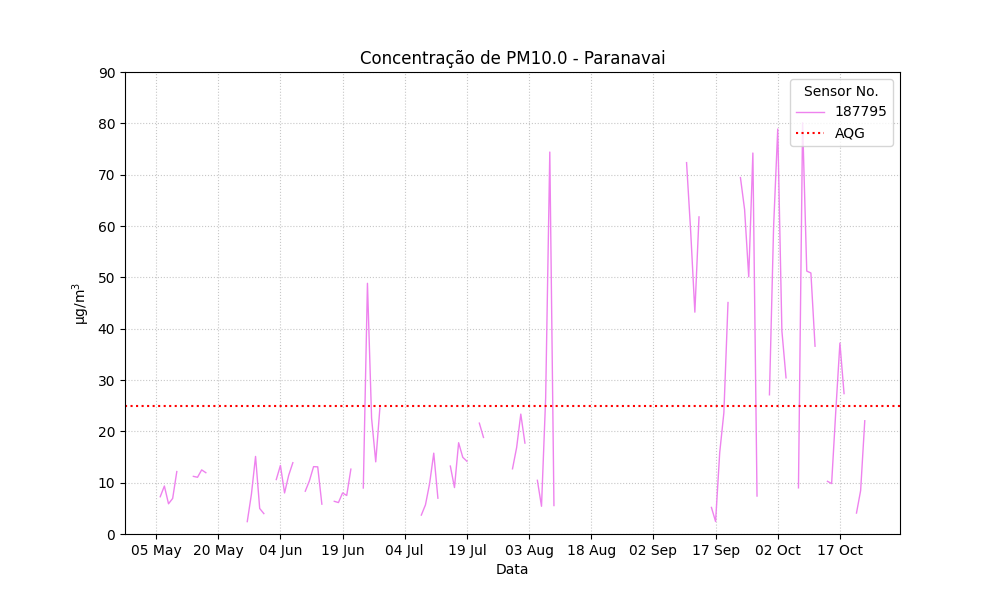 Concentração de PM10.0 - Paranavai
Sensor No.
187795
AQG
90
80
70
60
50
40
30
20
10
0
µg/m³
05 May 20 May 04 Jun 19 Jun 04 Jul 19 Jul 03 Aug 18 Aug 02 Sep 17 Sep 02 Oct 17 Oct
Data